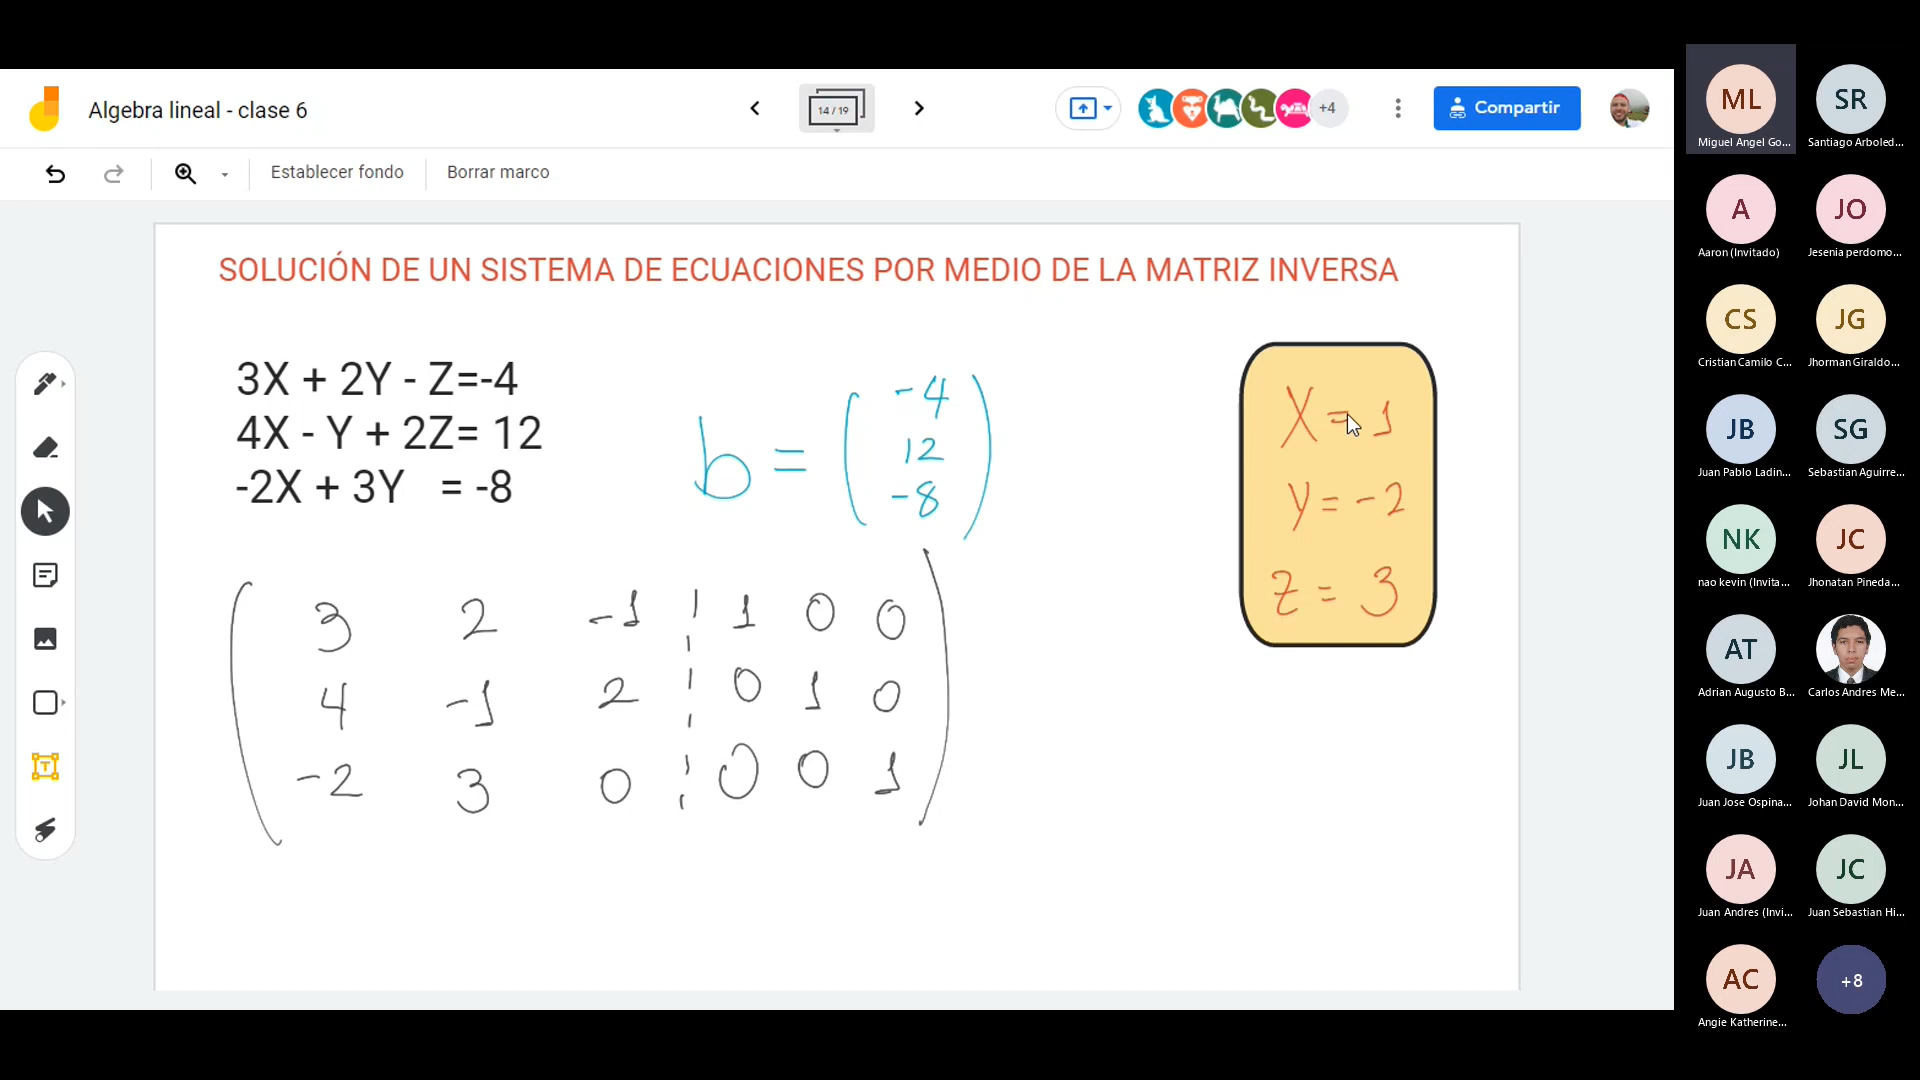 Algebra lineal - clase 6
14 / 19
+4
Compartir
Establecer fondo
Borrar marco
SOLUCIÓN DE UN SISTEMA DE ECUACIONES POR MEDIO DE LA MATRIZ INVERSA
3X + 2Y - Z=-4
4X - Y + 2Z= 12
-2X + 3Y = -8
b = ( -4
12
-8 )
X = 1
y = -2
z = 3
( 3 2 -1 ¦ 1 0 0
4 -1 2 ¦ 0 1 0
-2 3 0 ¦ 0 0 1 )
T
ML
Miguel Angel Go...
SR
Santiago Arboled...
A
Aaron (Invitado)
JO
Jesenia perdomo...
CS
Cristian Camilo C...
JG
Jhorman Giraldo...
JB
Juan Pablo Ladin...
SG
Sebastian Aguirre...
NK
nao kevin (Invita...
JC
Jhonatan Pineda...
AT
Adrian Augusto B...
Carlos Andres Me...
JB
Juan Jose Ospina...
JL
Johan David Mon...
JA
Juan Andres (Invi...
JC
Juan Sebastian Hi...
AC
Angie Katherine...
+8